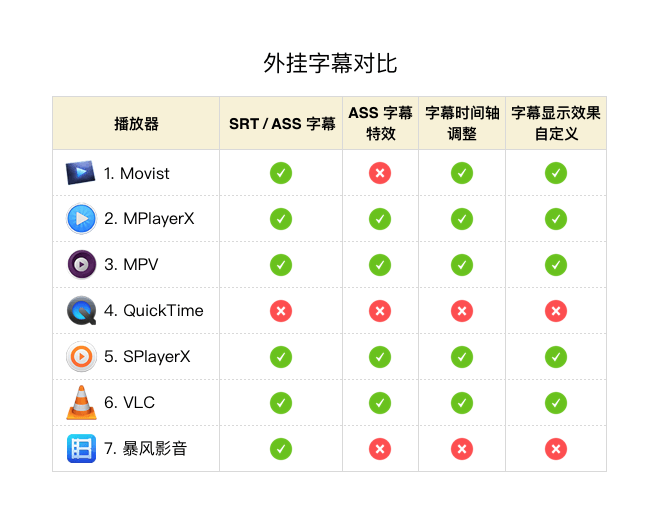 外挂字幕对比
播放器
SRT / ASS 字幕
ASS 字幕
特效
字幕时间轴
调整
字幕显示效果
自定义
1. Movist
2. MPlayerX
3. MPV
4. QuickTime
5. SPlayerX
6. VLC
7. 暴风影音